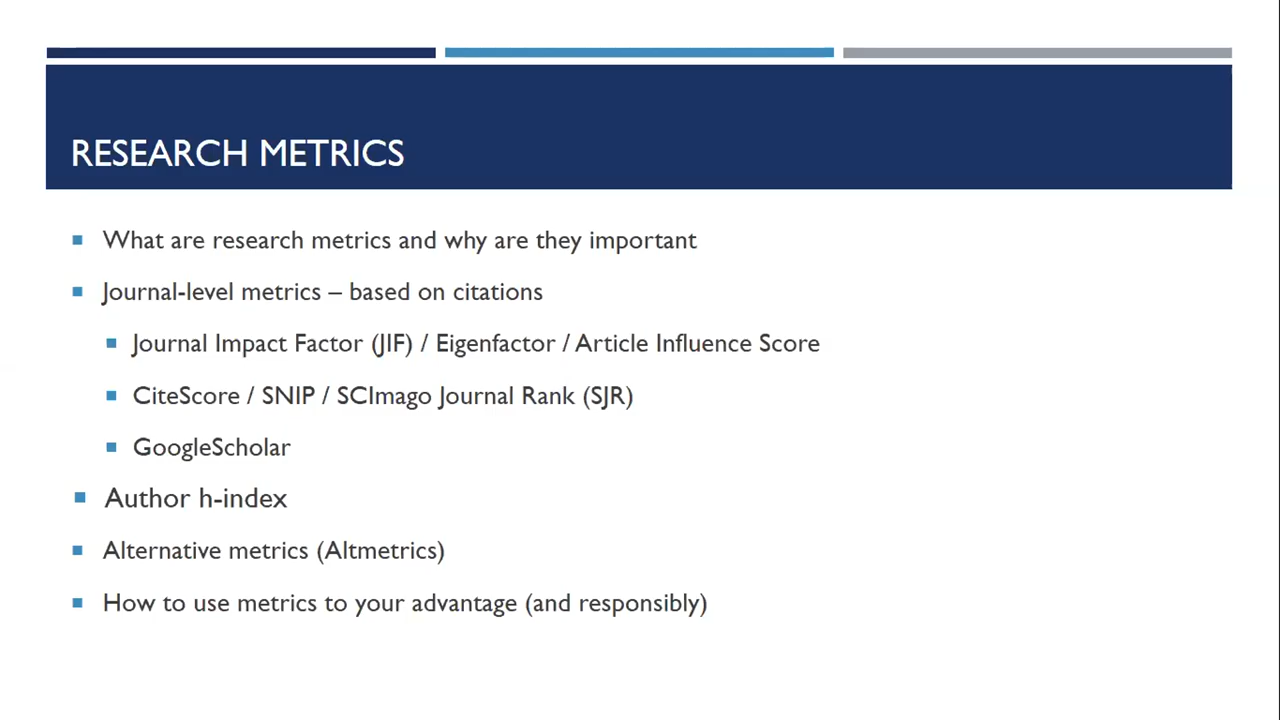 RESEARCH METRICS
What are research metrics and why are they important
Journal-level metrics – based on citations
Journal Impact Factor (JIF) / Eigenfactor / Article Influence Score
CiteScore / SNIP / SCImago Journal Rank (SJR)
GoogleScholar
Author h-index
Alternative metrics (Altmetrics)
How to use metrics to your advantage (and responsibly)